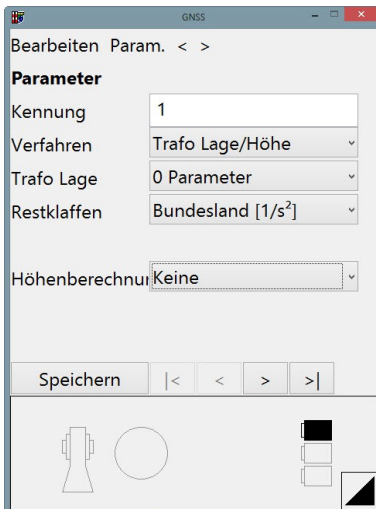 GNSS
Bearbeiten Param. < >
Parameter
Kennung 1
Verfahren Trafo Lage/Höhe
Trafo Lage 0 Parameter
Restklaffen Bundesland [1/s²]
Höhenberechnu Keine
Speichern |< < > >|